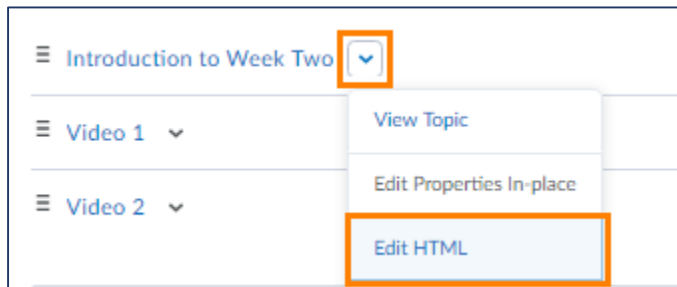 Introduction to Week Two
View Topic
Video 1
Edit Properties In-place
Video 2
Edit HTML